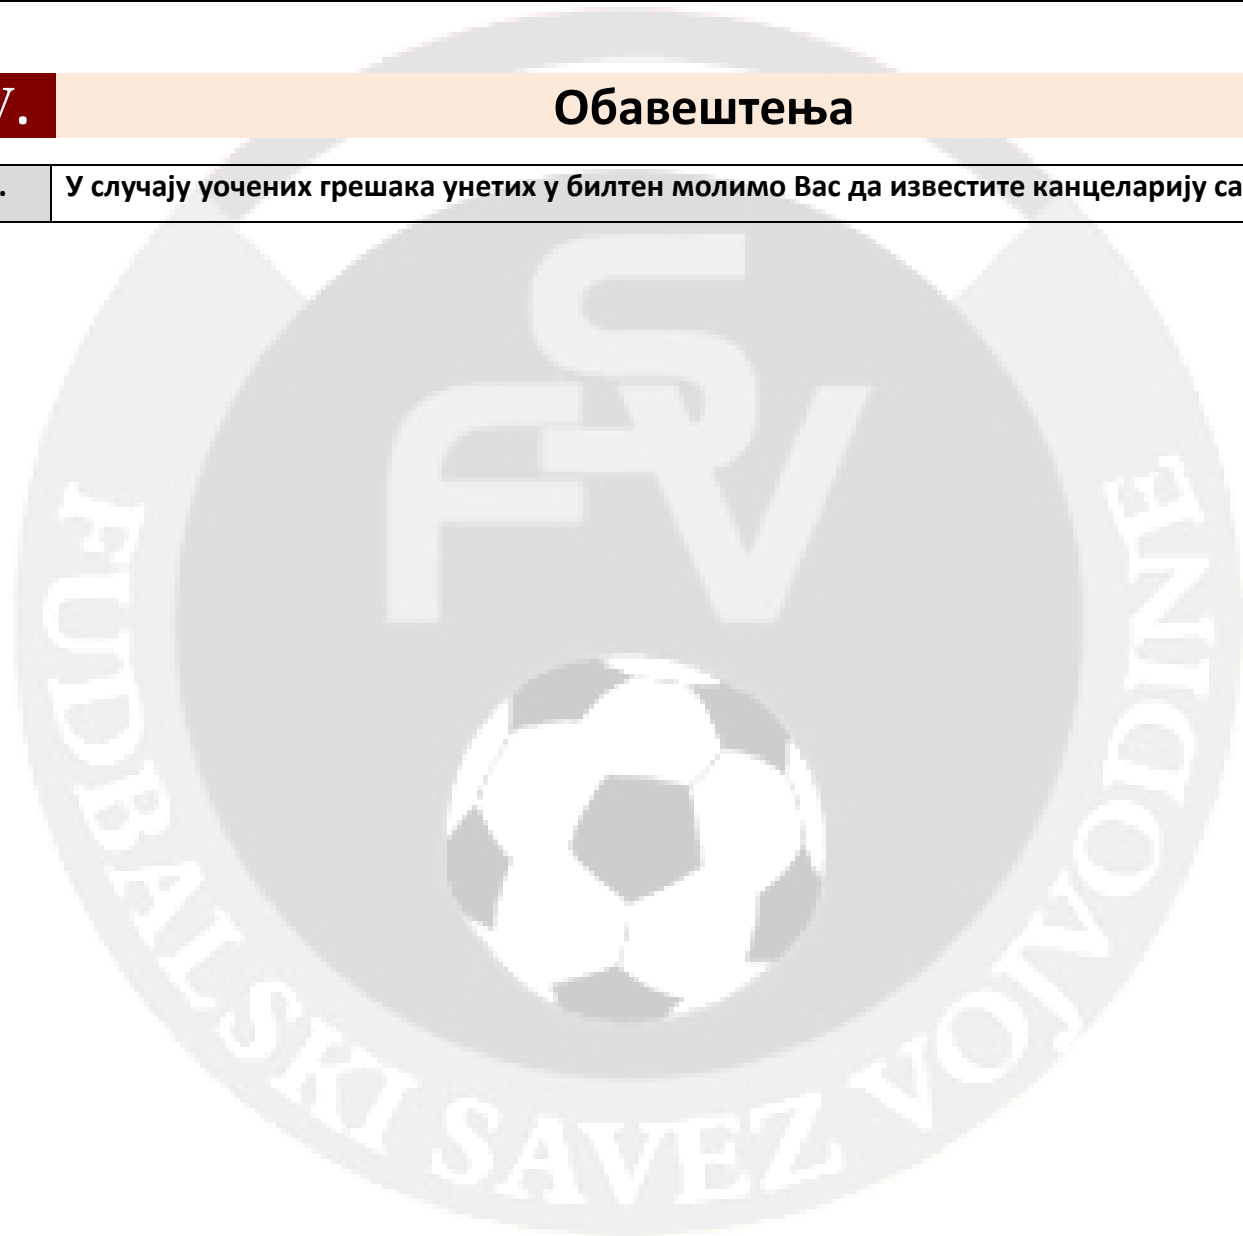 V. Обавештења
. У случају уочених грешака унетих у билтен молимо Вас да известите канцеларију са
FSV
FUDBALSKI SAVEZ VOJVODINE